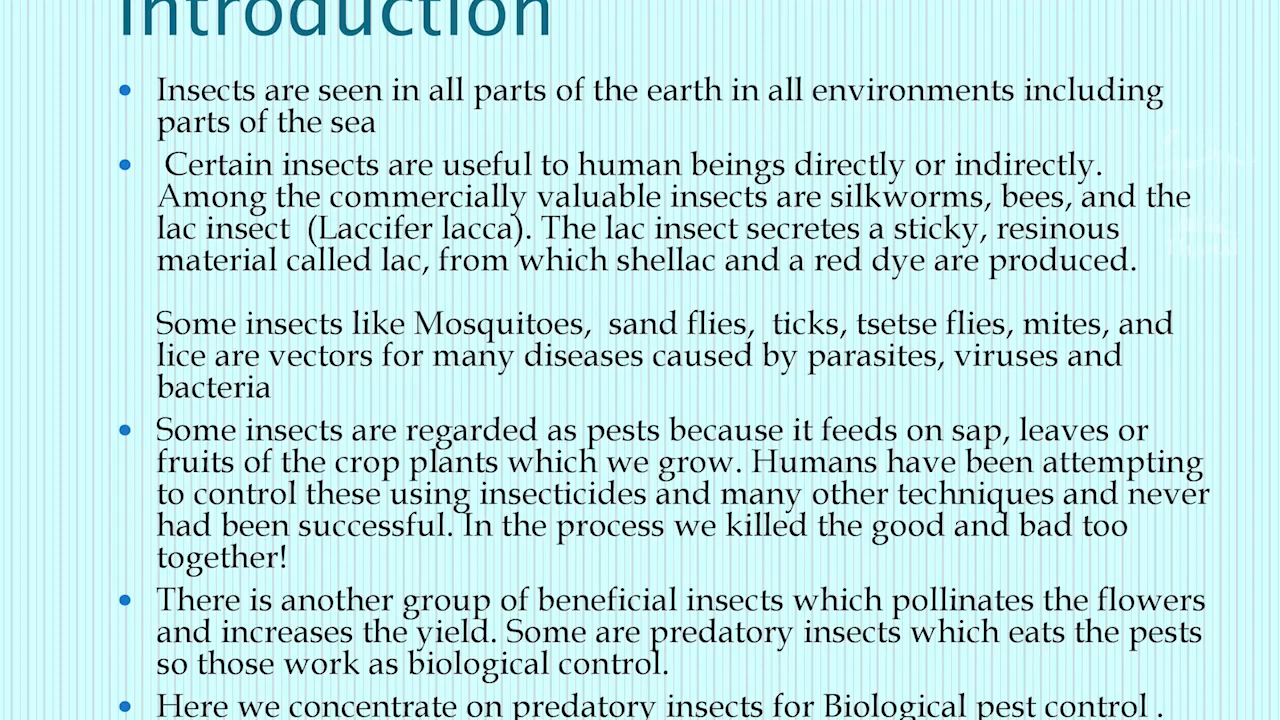 Introduction
• Insects are seen in all parts of the earth in all environments including
parts of the sea
• Certain insects are useful to human beings directly or indirectly.
Among the commercially valuable insects are silkworms, bees, and the
lac insect (Laccifer lacca). The lac insect secretes a sticky, resinous
material called lac, from which shellac and a red dye are produced.
Some insects like Mosquitoes, sand flies, ticks, tsetse flies, mites, and
lice are vectors for many diseases caused by parasites, viruses and
bacteria
• Some insects are regarded as pests because it feeds on sap, leaves or
fruits of the crop plants which we grow. Humans have been attempting
to control these using insecticides and many other techniques and never
had been successful. In the process we killed the good and bad too
together!
• There is another group of beneficial insects which pollinates the flowers
and increases the yield. Some are predatory insects which eats the pests
so those work as biological control.
• Here we concentrate on predatory insects for Biological pest control .